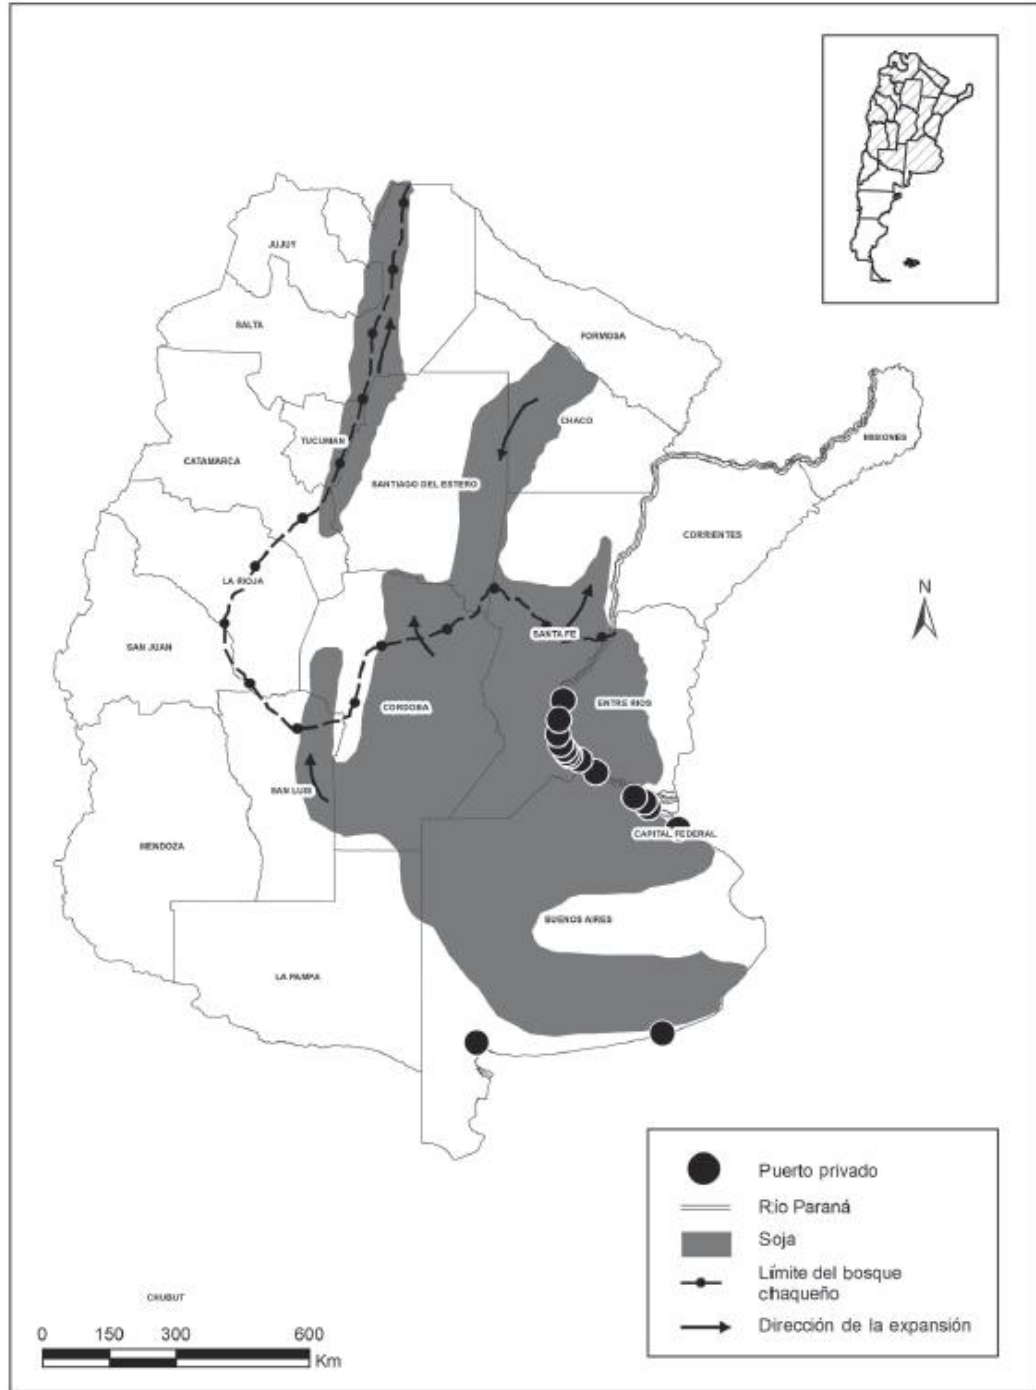 JUJUY
SALTA
FORMOSA
CHACO
MISIONES
TUCUMAN
CATAMARCA
SANTIAGO DEL ESTERO
CORRIENTES
LA RIOJA
N
SANTA FE
SAN JUAN
ENTRE RIOS
CORDOBA
SAN LUIS
CAPITAL FEDERAL
MENDOZA
BUENOS AIRES
LA PAMPA
Puerto privado
Río Paraná
Soja
Límite del bosque
chaqueño
Dirección de la expansión
CHUBUT
0 150 300 600
Km